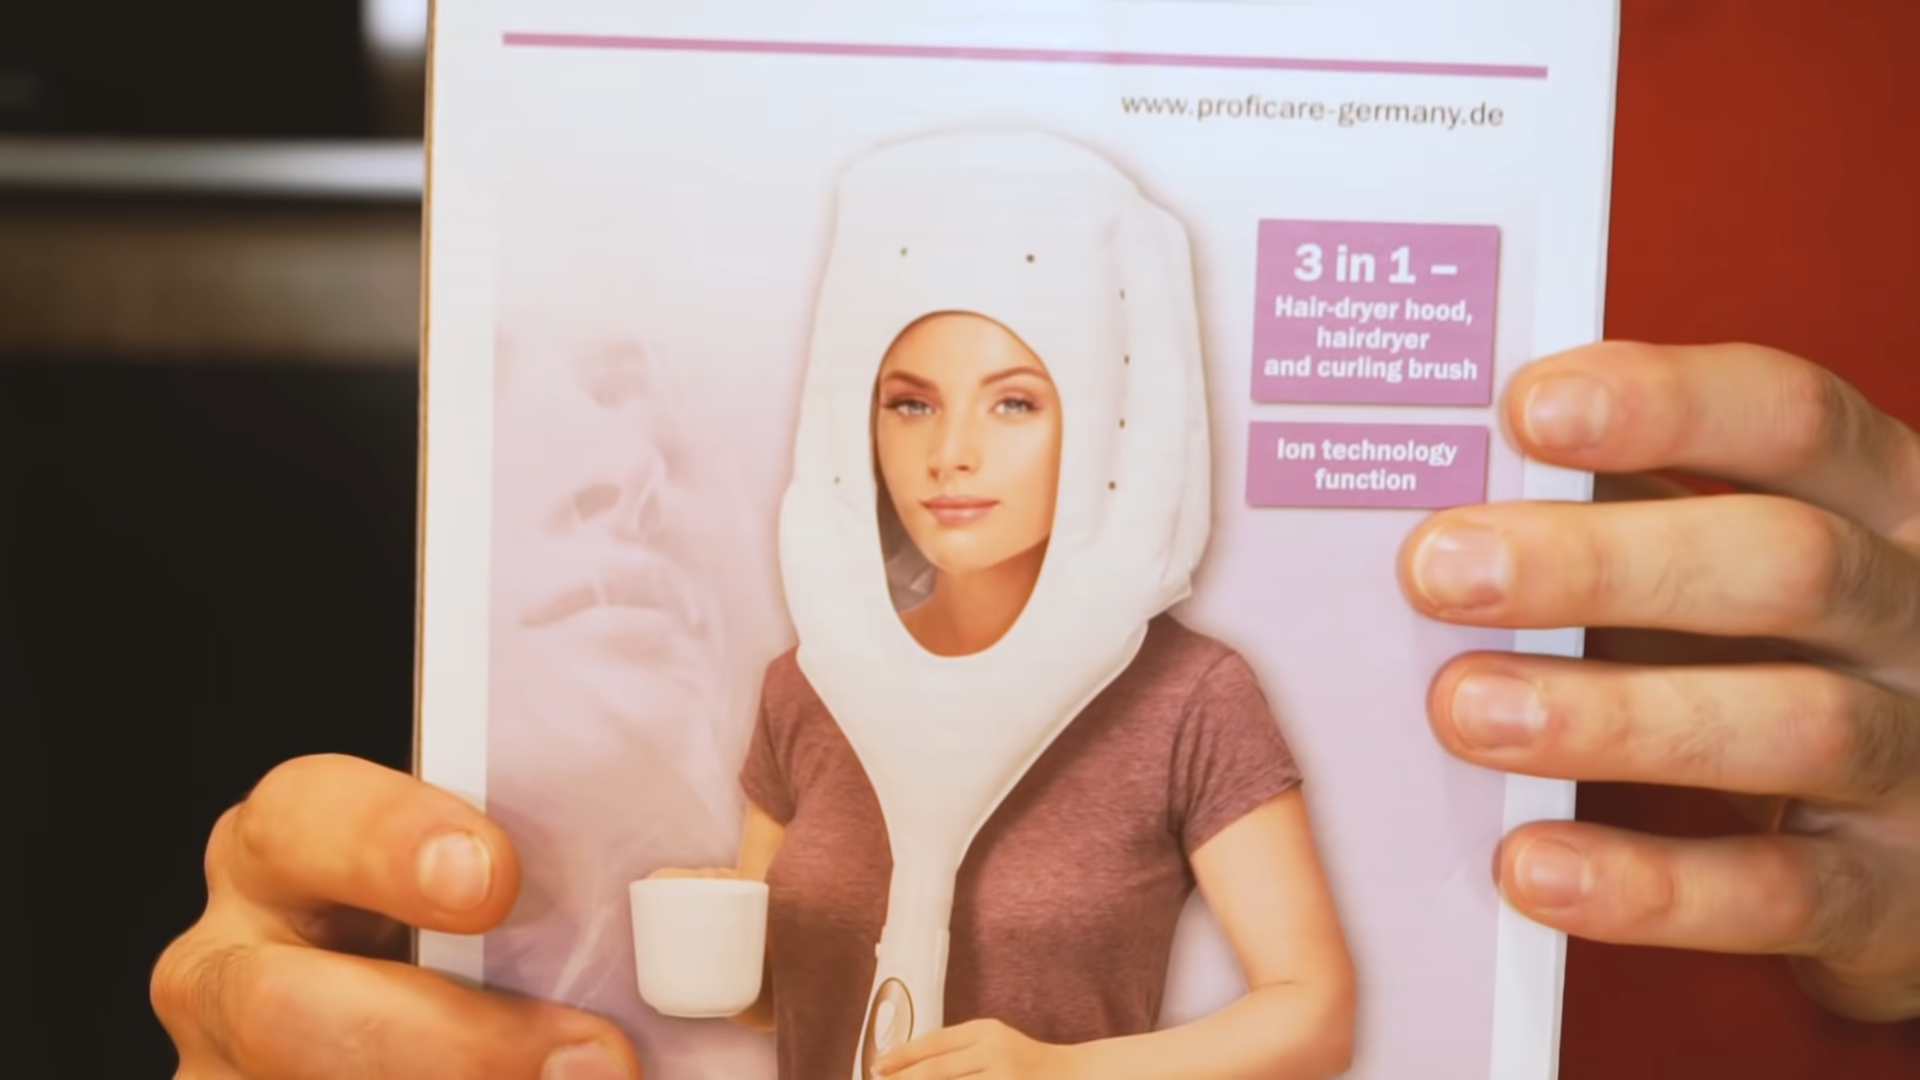 www.proficare-germany.de
3 in 1 –
Hair-dryer hood,
hairdryer
and curling brush
Ion technology
function